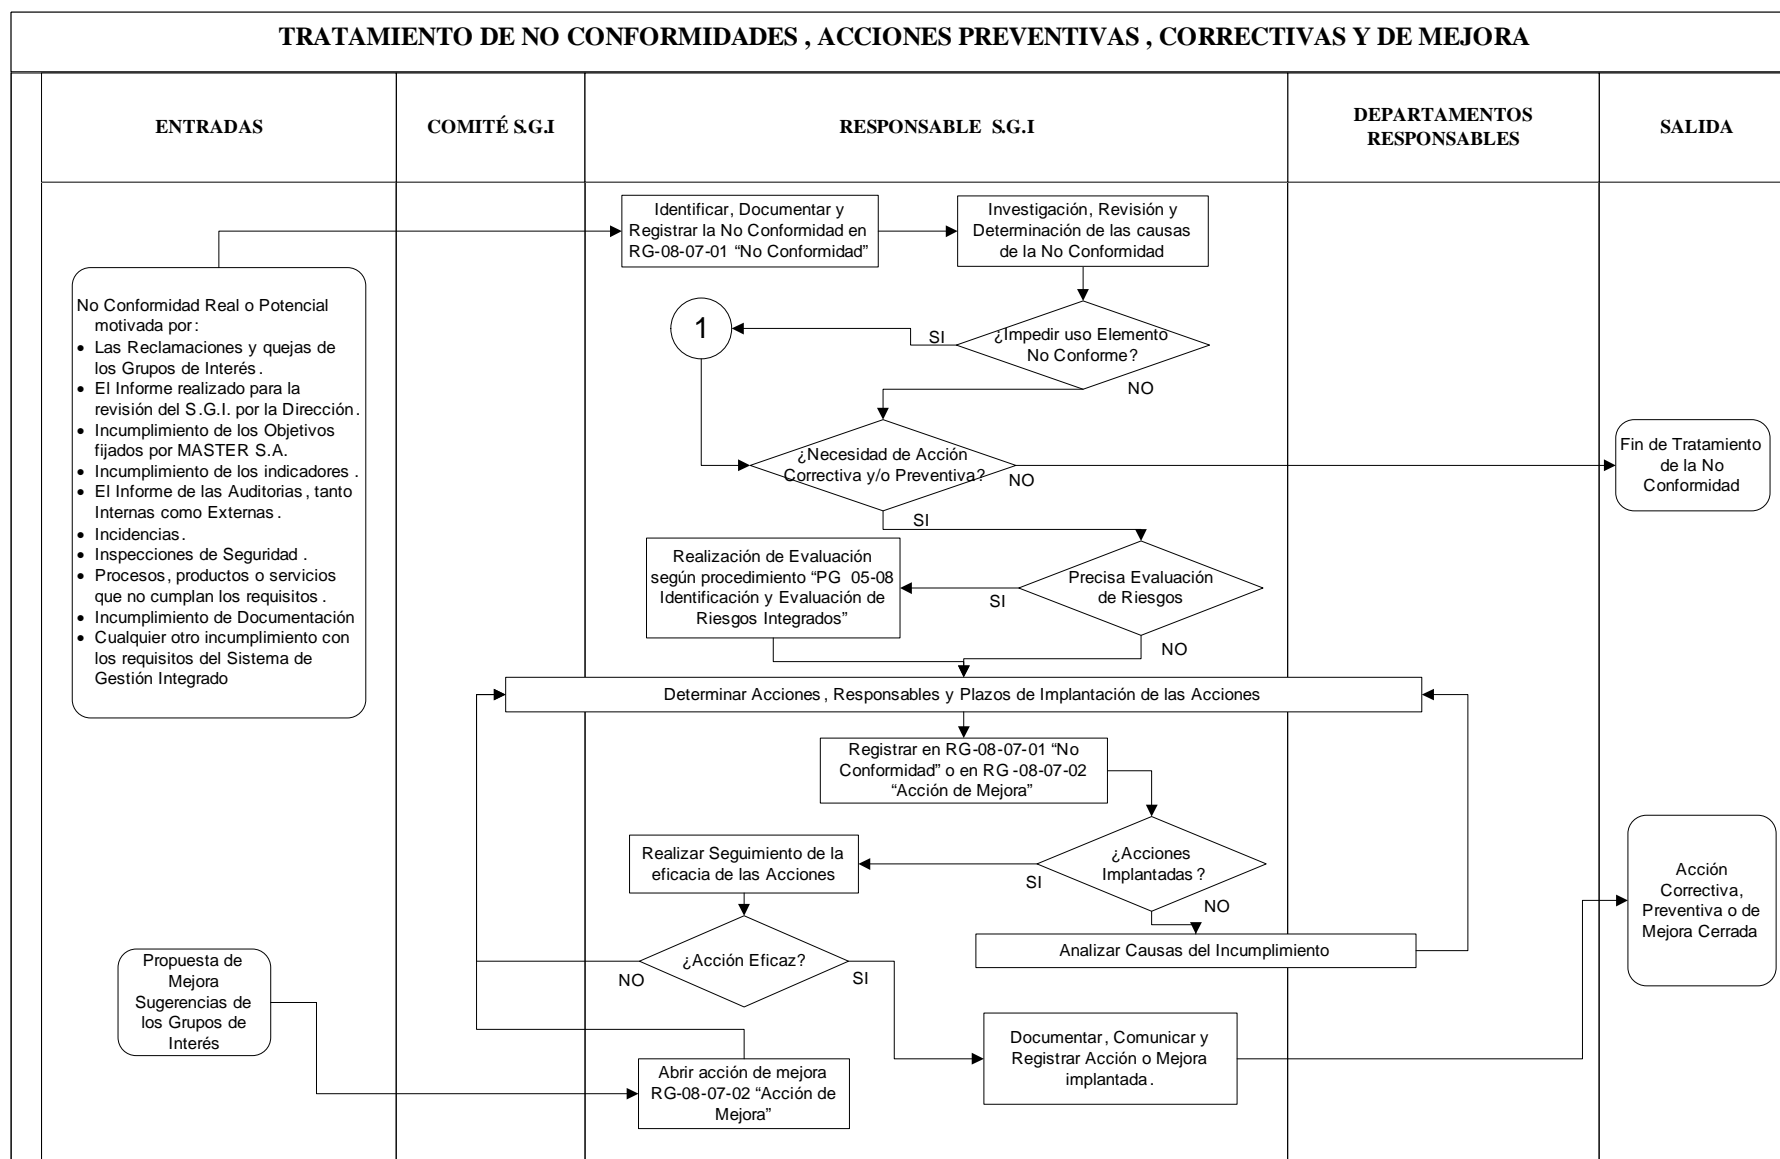 TRATAMIENTO DE NO CONFORMIDADES , ACCIONES PREVENTIVAS , CORRECTIVAS Y DE MEJORA
ENTRADAS
COMITÉ S.G.I
RESPONSABLE S.G.I
DEPARTAMENTOS
RESPONSABLES
SALIDA
Identificar, Documentar y
Registrar la No Conformidad en
RG-08-07-01 “No Conformidad”
Investigación, Revisión y
Determinación de las causas
de la No Conformidad
No Conformidad Real o Potencial
motivada por:
• Las Reclamaciones y quejas de
los Grupos de Interés.
• El Informe realizado para la
revisión del S.G.I. por la Dirección.
• Incumplimiento de los Objetivos
fijados por MASTER S.A.
• Incumplimiento de los indicadores.
• El Informe de las Auditorias, tanto
Internas como Externas.
• Incidencias.
• Inspecciones de Seguridad.
• Procesos, productos o servicios
que no cumplan los requisitos.
• Incumplimiento de Documentación
• Cualquier otro incumplimiento con
los requisitos del Sistema de
Gestión Integrado
1
SI
¿Impedir uso Elemento
No Conforme?
NO
¿Necesidad de Acción
Correctiva y/o Preventiva?
NO
SI
Fin de Tratamiento
de la No
Conformidad
Realización de Evaluación
según procedimiento “PG 05-08
Identificación y Evaluación de
Riesgos Integrados”
SI
Precisa Evaluación
de Riesgos
NO
Determinar Acciones, Responsables y Plazos de Implantación de las Acciones
Registrar en RG-08-07-01 “No
Conformidad” o en RG-08-07-02
“Acción de Mejora”
Realizar Seguimiento de la
eficacia de las Acciones
SI
¿Acciones
Implantadas?
NO
Acción
Correctiva,
Preventiva o de
Mejora Cerrada
Analizar Causas del Incumplimiento
NO
¿Acción Eficaz?
SI
Propuesta de
Mejora
Sugerencias de
los Grupos de
Interés
Documentar, Comunicar y
Registrar Acción o Mejora
implantada.
Abrir acción de mejora
RG-08-07-02 “Acción de
Mejora”